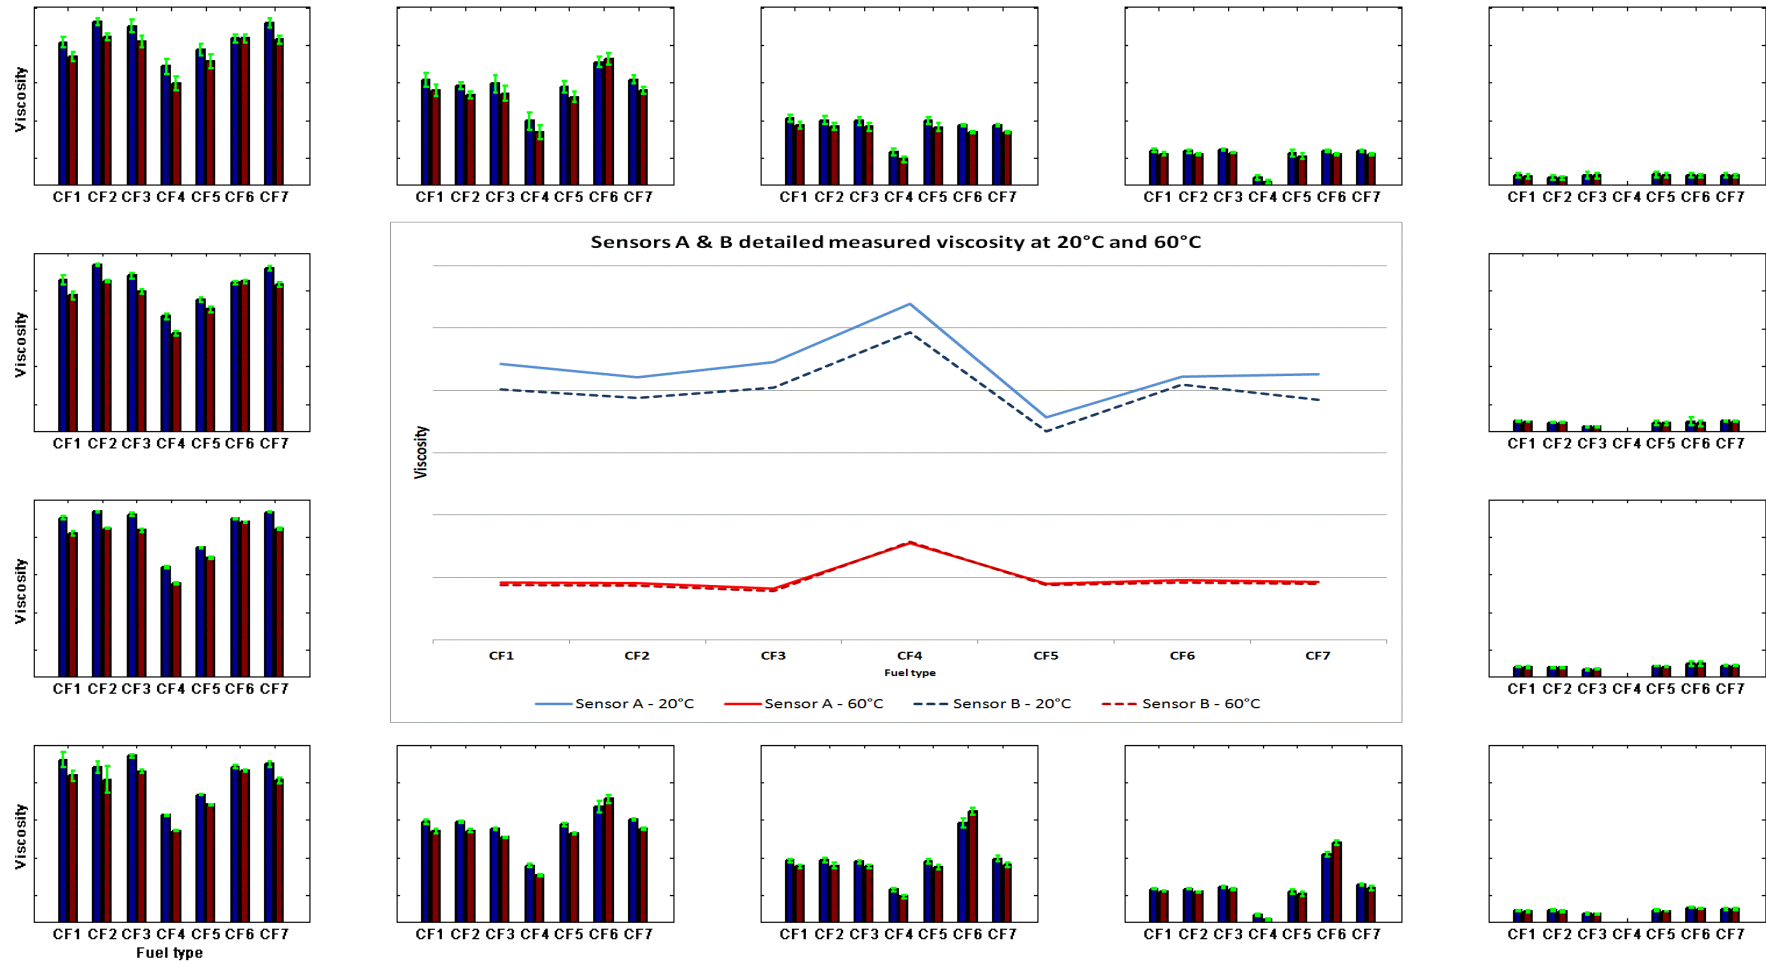 Viscosity
CF1 CF2 CF3 CF4 CF5 CF6 CF7
CF1 CF2 CF3 CF4 CF5 CF6 CF7
CF1 CF2 CF3 CF4 CF5 CF6 CF7
CF1 CF2 CF3 CF4 CF5 CF6 CF7
CF1 CF2 CF3 CF4 CF5 CF6 CF7
Viscosity
CF1 CF2 CF3 CF4 CF5 CF6 CF7
Sensors A & B detailed measured viscosity at 20°C and 60°C
Viscosity
CF1 CF2 CF3 CF4 CF5 CF6 CF7
Fuel type
Sensor A - 20°C Sensor A - 60°C Sensor B - 20°C Sensor B - 60°C
CF1 CF2 CF3 CF4 CF5 CF6 CF7
Viscosity
CF1 CF2 CF3 CF4 CF5 CF6 CF7
CF1 CF2 CF3 CF4 CF5 CF6 CF7
Viscosity
CF1 CF2 CF3 CF4 CF5 CF6 CF7
Fuel type
CF1 CF2 CF3 CF4 CF5 CF6 CF7
CF1 CF2 CF3 CF4 CF5 CF6 CF7
CF1 CF2 CF3 CF4 CF5 CF6 CF7
CF1 CF2 CF3 CF4 CF5 CF6 CF7